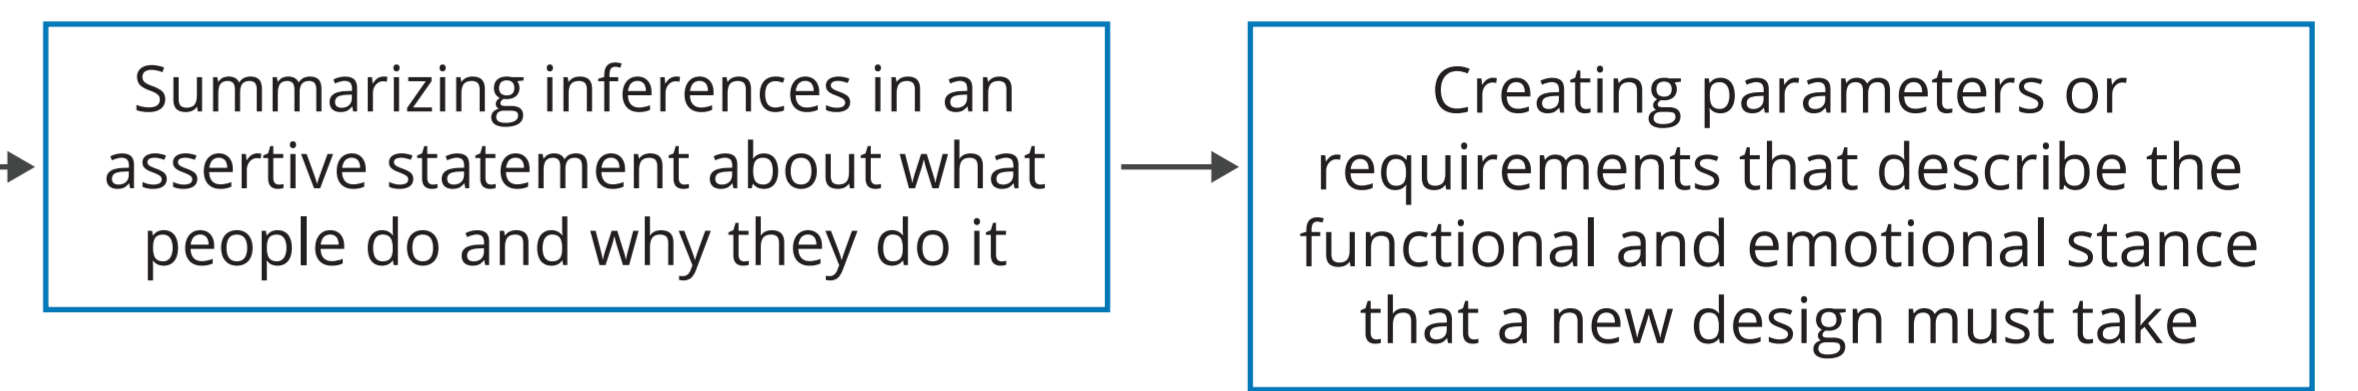 Summarizing inferences in an
assertive statement about what
people do and why they do it
Creating parameters or
requirements that describe the
functional and emotional stance
that a new design must take